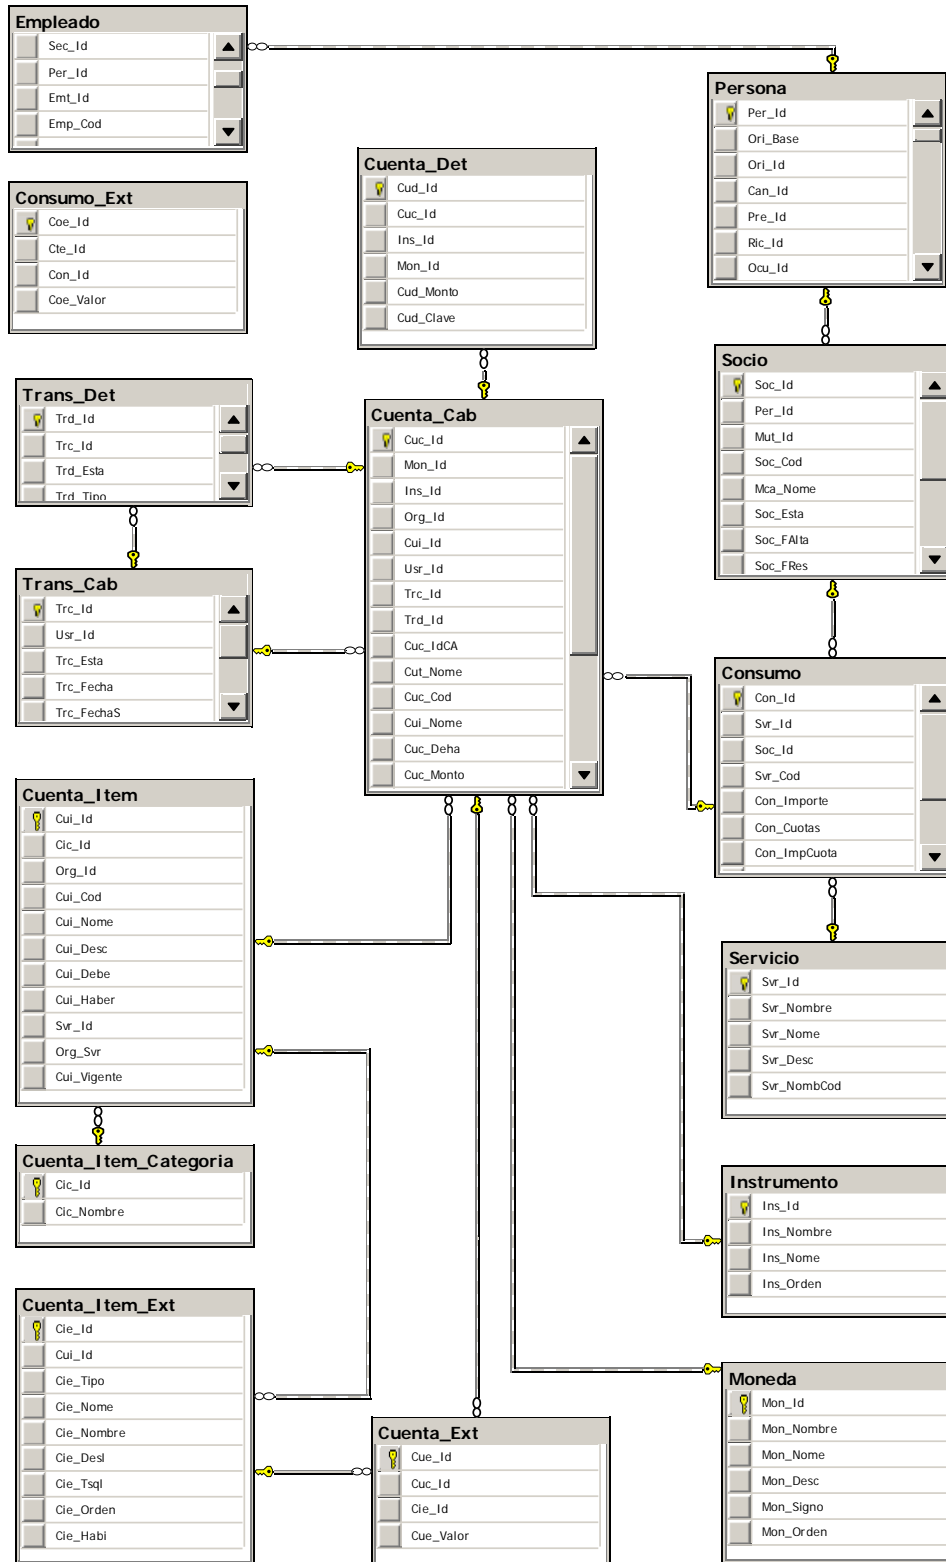 Empleado
Sec_Id
Per_Id
Emt_Id
Emp_Cod
Persona
Per_Id
Ori_Base
Ori_Id
Can_Id
Pre_Id
Ric_Id
Ocu_Id
Cuenta_Det
Cud_Id
Cuc_Id
Ins_Id
Mon_Id
Cud_Monto
Cud_Clave
Consumo_Ext
Coe_Id
Cte_Id
Con_Id
Coe_Valor
Socio
Soc_Id
Per_Id
Mut_Id
Soc_Cod
Mca_Nome
Soc_Esta
Soc_FAlta
Soc_FRes
Trans_Det
Trd_Id
Trc_Id
Trd_Esta
Trd_Tipo
Cuenta_Cab
Cuc_Id
Mon_Id
Ins_Id
Org_Id
Cui_Id
Usr_Id
Trc_Id
Trd_Id
Cuc_IdCA
Cut_Nome
Cuc_Cod
Cui_Nome
Cuc_Deha
Cuc_Monto
Trans_Cab
Trc_Id
Usr_Id
Trc_Esta
Trc_Fecha
Trc_FechaS
Consumo
Con_Id
Svr_Id
Soc_Id
Svr_Cod
Con_Importe
Con_Cuotas
Con_ImpCuota
Cuenta_Item
Cui_Id
Cic_Id
Org_Id
Cui_Cod
Cui_Nome
Cui_Desc
Cui_Debe
Cui_Haber
Svr_Id
Org_Svr
Cui_Vigente
Servicio
Svr_Id
Svr_Nombre
Svr_Nome
Svr_Desc
Svr_NombCod
Cuenta_Item_Categoria
Cic_Id
Cic_Nombre
Instrumento
Ins_Id
Ins_Nombre
Ins_Nome
Ins_Orden
Cuenta_Item_Ext
Cie_Id
Cui_Id
Cie_Tipo
Cie_Nome
Cie_Nombre
Cie_Desl
Cie_Tsql
Cie_Orden
Cie_Habi
Moneda
Mon_Id
Mon_Nombre
Mon_Nome
Mon_Desc
Mon_Signo
Mon_Orden
Cuenta_Ext
Cue_Id
Cuc_Id
Cie_Id
Cue_Valor